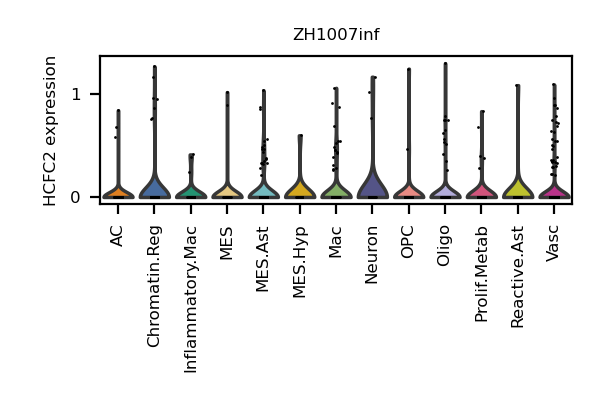 ZH1007inf
HCFC2 expression
1
0
AC
Chromatin.Reg
Inflammatory.Mac
MES
MES.Ast
MES.Hyp
Mac
Neuron
OPC
Oligo
Prolif.Metab
Reactive.Ast
Vasc